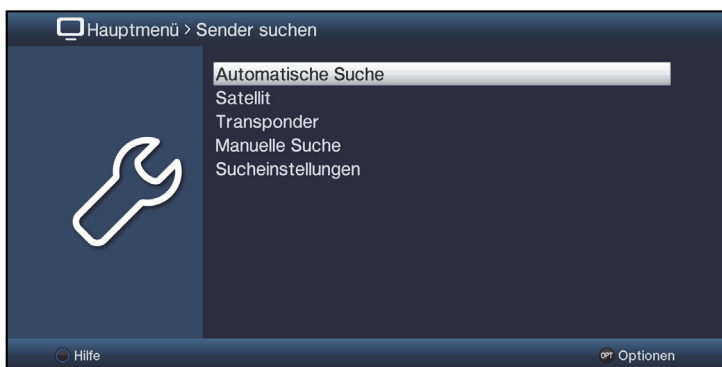 Hauptmenü > Sender suchen
Automatische Suche
Satellit
Transponder
Manuelle Suche
Sucheinstellungen
Hilfe
OPT Optionen